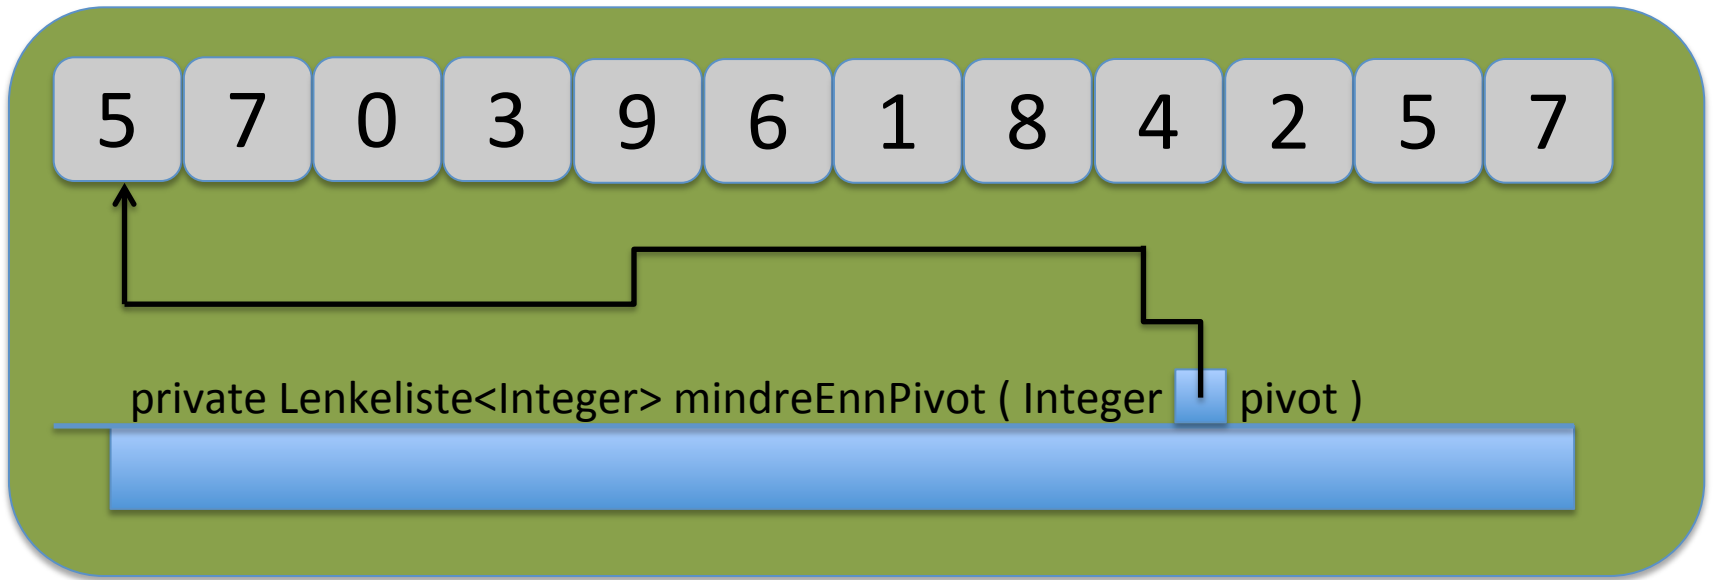 5 7 0 3 9 6 1 8 4 2 5 7
private Lenkeliste<Integer> mindreEnnPivot ( Integer pivot )